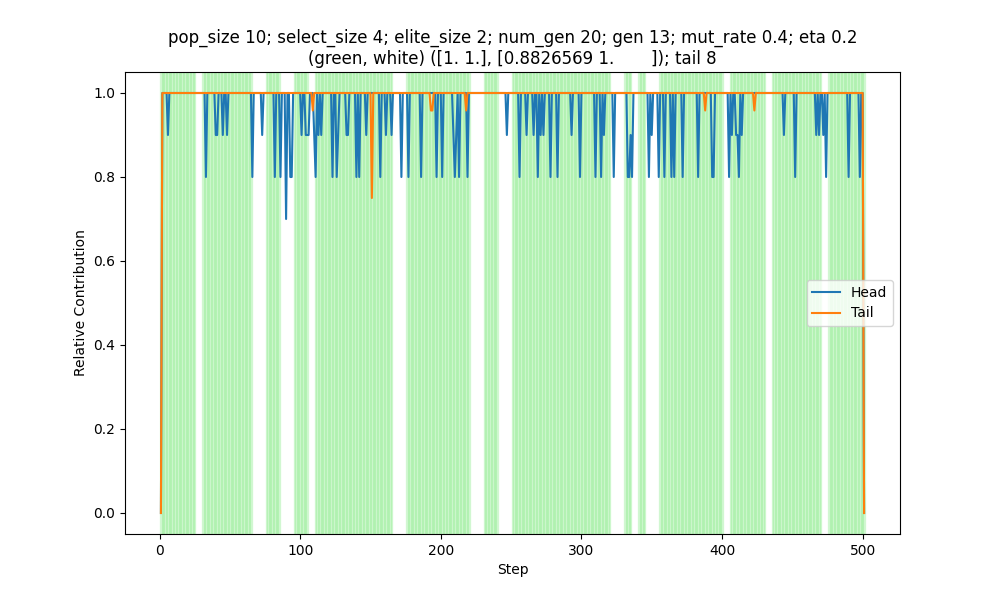 pop_size 10; select_size 4; elite_size 2; num_gen 20; gen 13; mut_rate 0.4; eta 0.2
(green, white) ([1. 1.], [0.8826569 1.        ]); tail 8
1.0
0.8
0.6
0.4
0.2
0.0
Relative Contribution
Head
Tail
0
100
200
300
400
500
Step